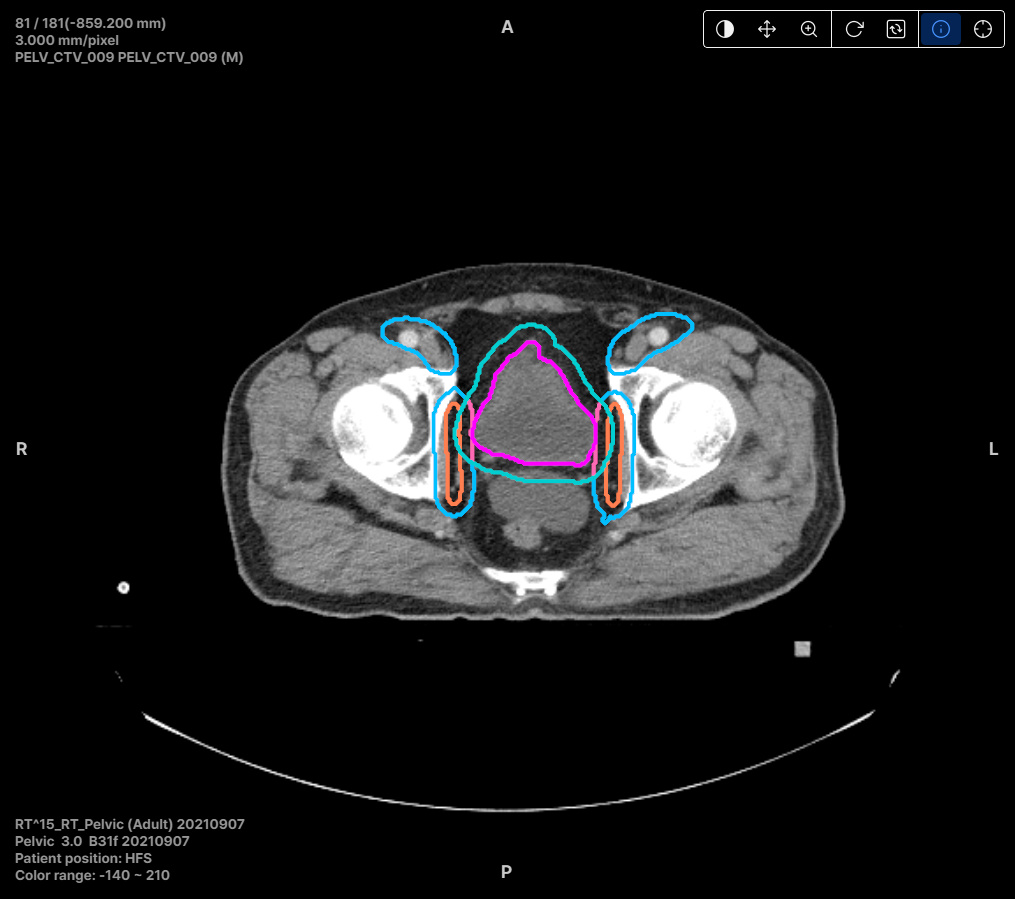 81 / 181(-859.200 mm)
3.000 mm/pixel
PELV_CTV_009 PELV_CTV_009 (M)
A
R
L
RT^15_RT_Pelvic (Adult) 20210907
Pelvic  3.0  B31f 20210907
Patient position: HFS
Color range: -140 ~ 210
P